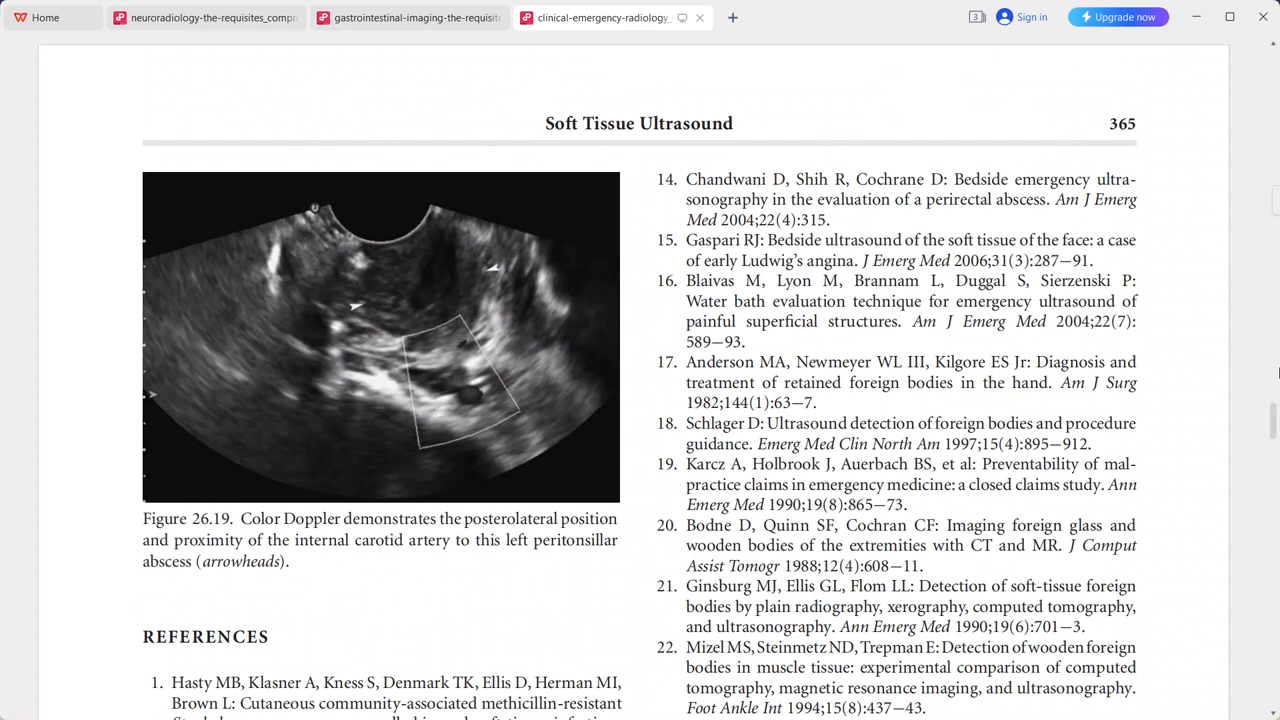 Home
neuroradiology-the-requisites_compr
gastrointestinal-imaging-the-requisite
clinical-emergency-radiology_
3
Sign in
Upgrade now
Soft Tissue Ultrasound
365
Figure 26.19. Color Doppler demonstrates the posterolateral position
and proximity of the internal carotid artery to this left peritonsillar
abscess (arrowheads).
REFERENCES
1. Hasty MB, Klasner A, Kness S, Denmark TK, Ellis D, Herman MI,
Brown L: Cutaneous community-associated methicillin-resistant
14. Chandwani D, Shih R, Cochrane D: Bedside emergency ultra-
sonography in the evaluation of a perirectal abscess. Am J Emerg
Med 2004;22(4):315.
15. Gaspari RJ: Bedside ultrasound of the soft tissue of the face: a case
of early Ludwig’s angina. J Emerg Med 2006;31(3):287–91.
16. Blaivas M, Lyon M, Brannam L, Duggal S, Sierzenski P:
Water bath evaluation technique for emergency ultrasound of
painful superficial structures. Am J Emerg Med 2004;22(7):
589–93.
17. Anderson MA, Newmeyer WL III, Kilgore ES Jr: Diagnosis and
treatment of retained foreign bodies in the hand. Am J Surg
1982;144(1):63–7.
18. Schlager D: Ultrasound detection of foreign bodies and procedure
guidance. Emerg Med Clin North Am 1997;15(4):895–912.
19. Karcz A, Holbrook J, Auerbach BS, et al: Preventability of mal-
practice claims in emergency medicine: a closed claims study. Ann
Emerg Med 1990;19(8):865–73.
20. Bodne D, Quinn SF, Cochran CF: Imaging foreign glass and
wooden bodies of the extremities with CT and MR. J Comput
Assist Tomogr 1988;12(4):608–11.
21. Ginsburg MJ, Ellis GL, Flom LL: Detection of soft-tissue foreign
bodies by plain radiography, xerography, computed tomography,
and ultrasonography. Ann Emerg Med 1990;19(6):701–3.
22. Mizel MS, Steinmetz ND, Trepman E: Detection of wooden foreign
bodies in muscle tissue: experimental comparison of computed
tomography, magnetic resonance imaging, and ultrasonography.
Foot Ankle Int 1994;15(8):437–43.